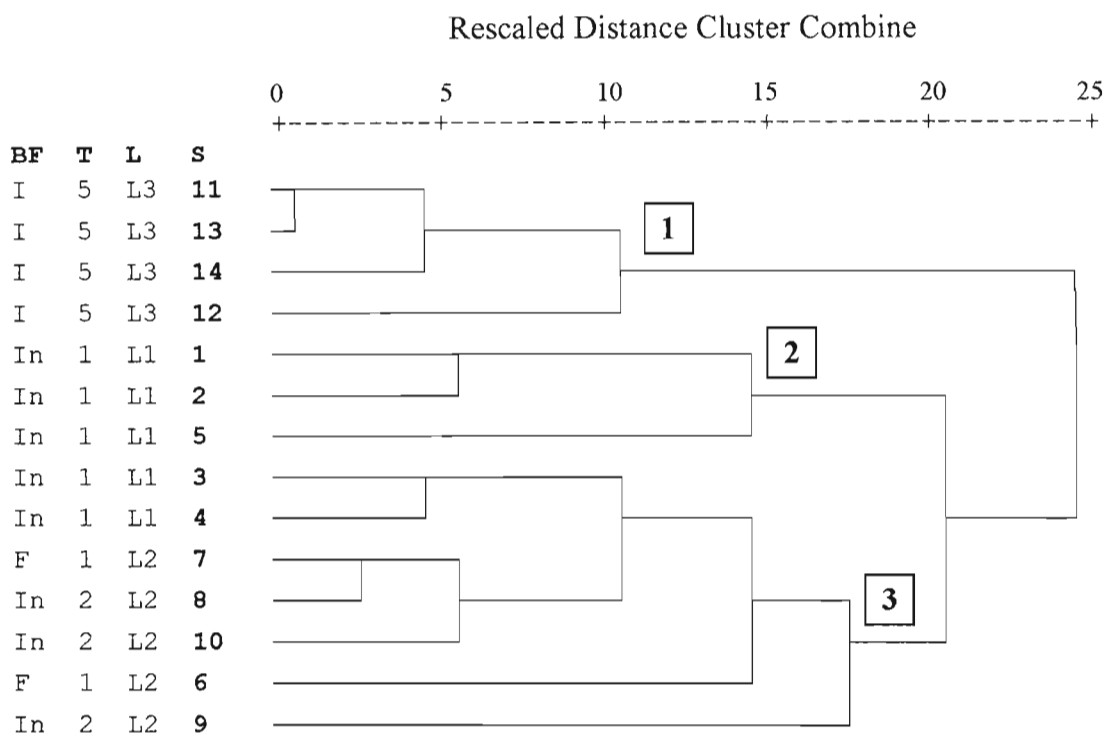 Rescaled Distance Cluster Combine
0 5 10 15 20 25
BF T L S
I 5 L3 11
I 5 L3 13
1
I 5 L3 14
I 5 L3 12
In 1 L1 1
2
In 1 L1 2
In 1 L1 5
In 1 L1 3
In 1 L1 4
F 1 L2 7
In 2 L2 8
3
In 2 L2 10
F 1 L2 6
In 2 L2 9